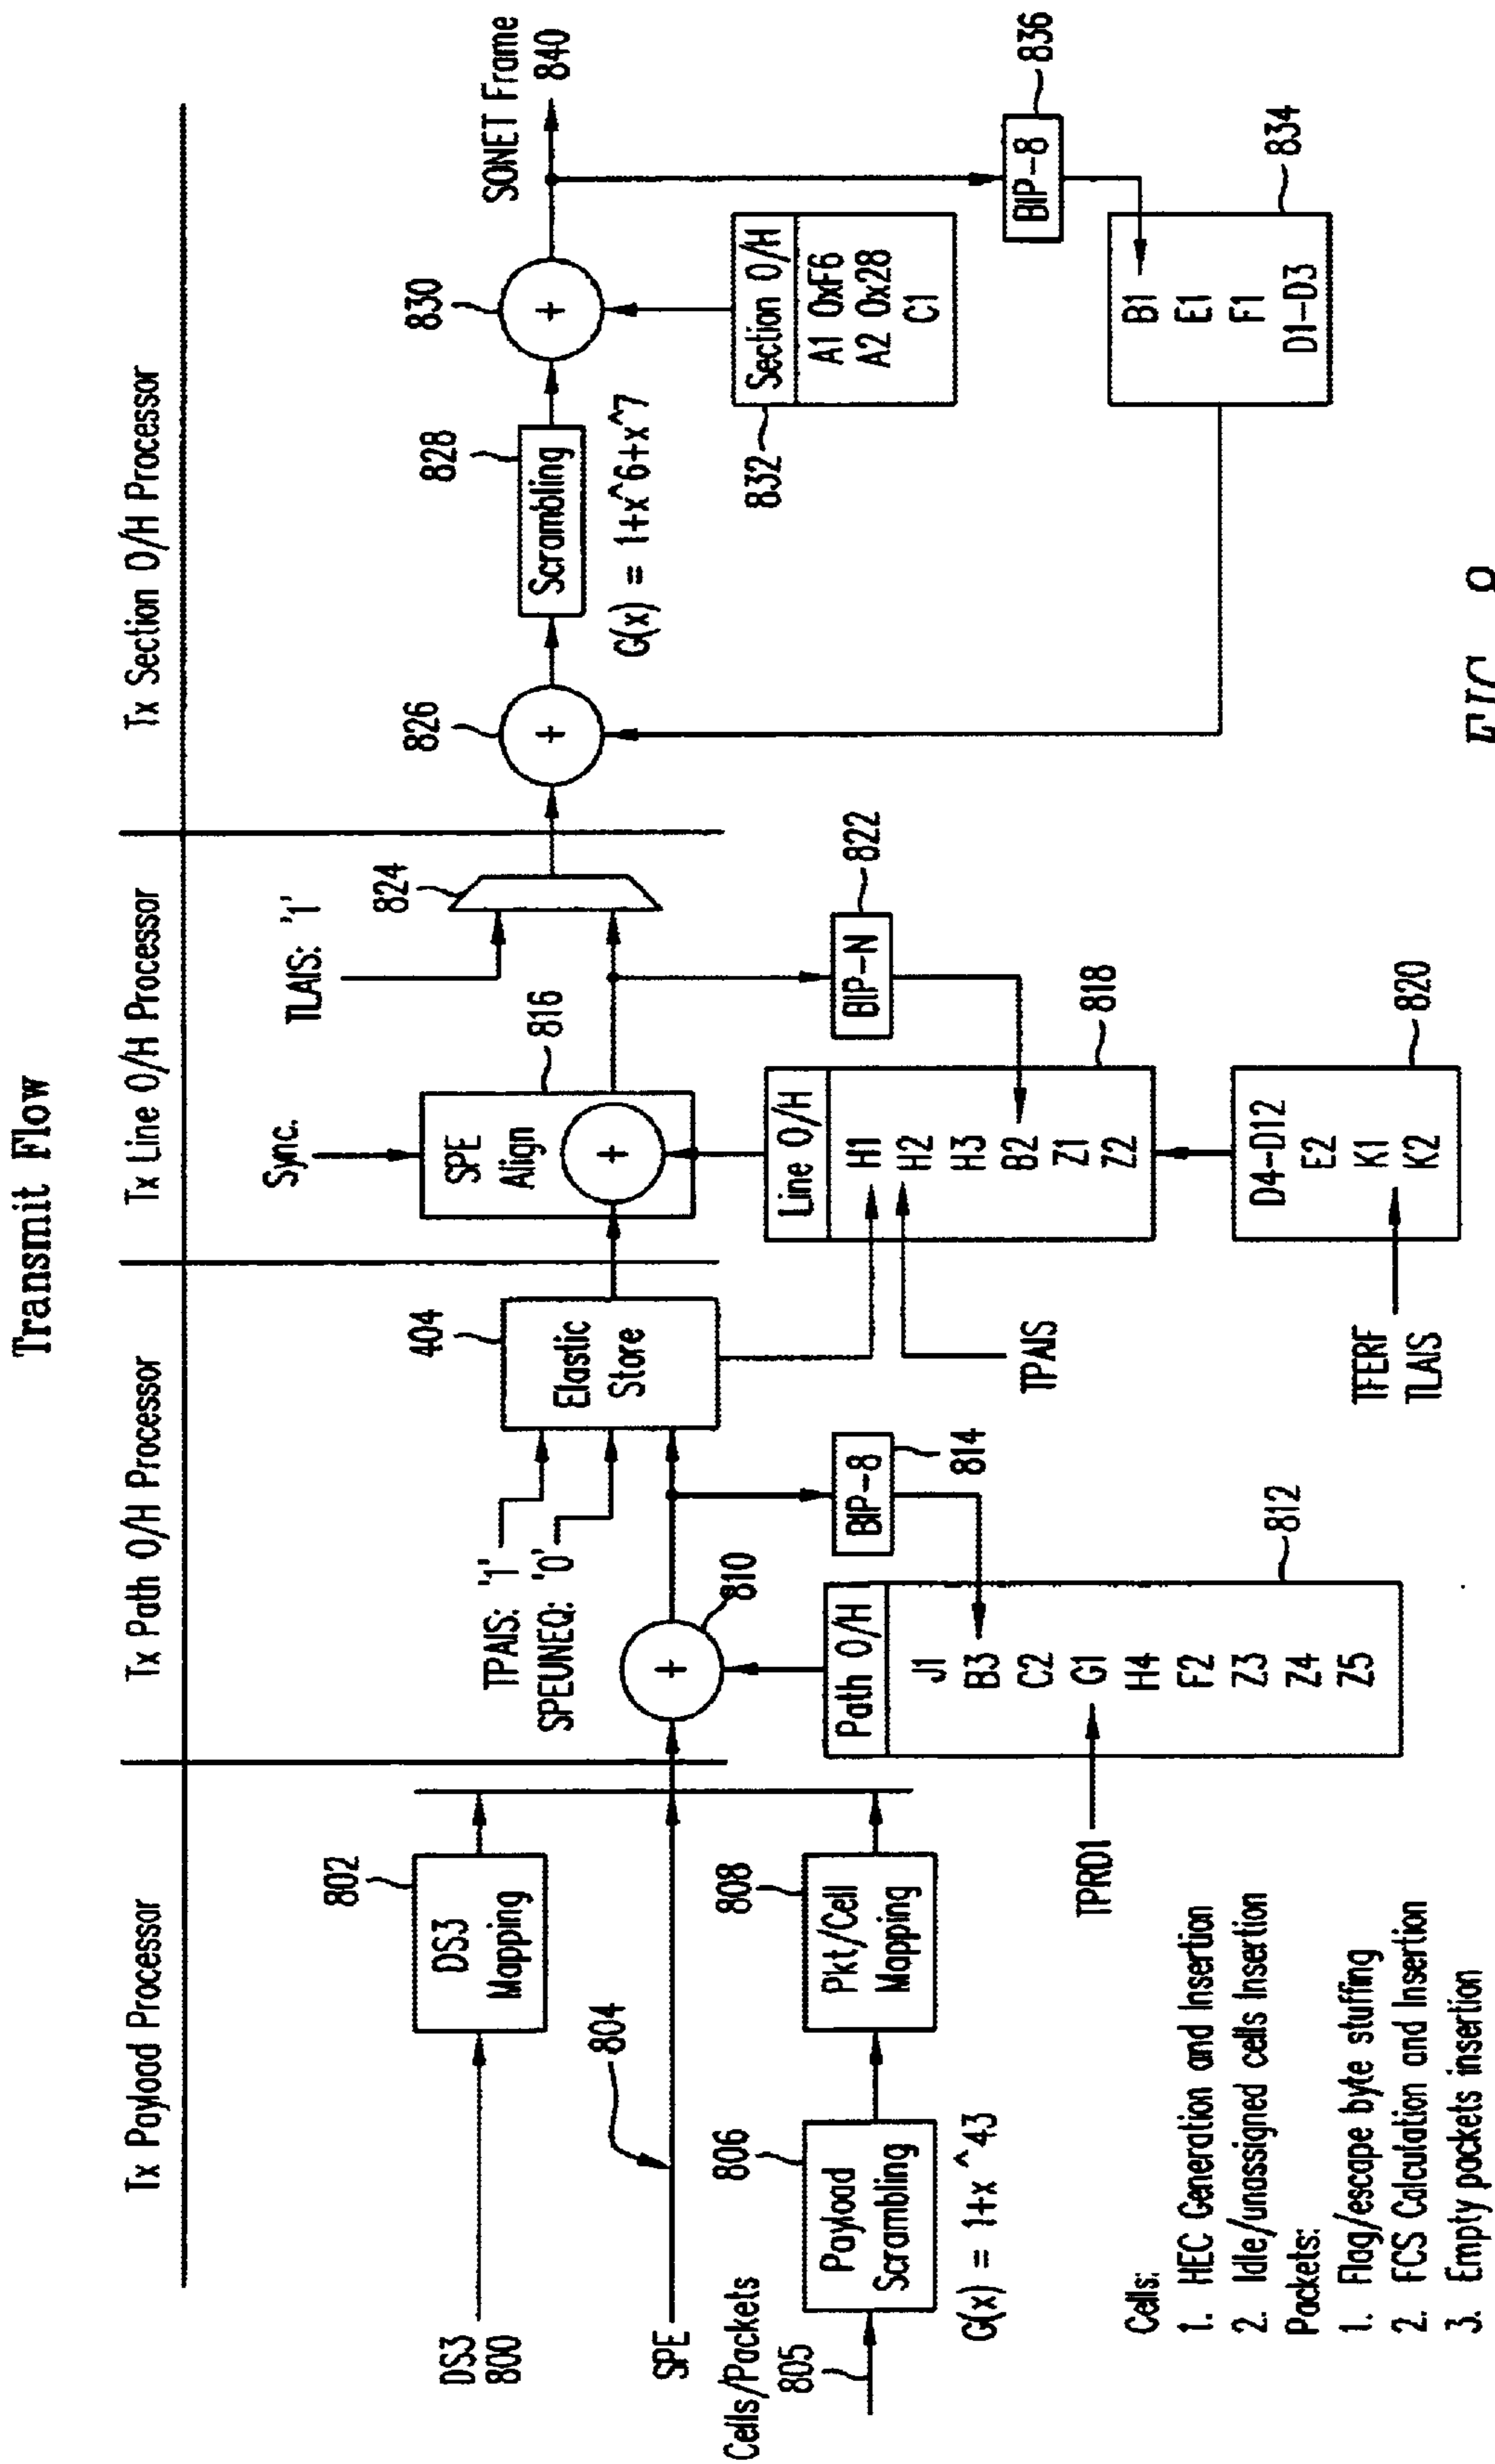 Transmit Flow
Tx Payload Processor
Tx Path O/H Processor
Tx Line O/H Processor
Tx Section O/H Processor
DS3
800
802
DS3
Mapping
804
SPE
Cells/Packets
805
806
Payload
Scrambling
G(x) = 1+x^43
808
Pkt/Cell
Mapping
Cells:
1. HEC Generation and Insertion
2. Idle/unassigned cells Insertion
Packets:
1. Flag/escape byte stuffing
2. FCS Calculation and Insertion
3. Empty packets insertion
TPAIS: '1'
SPEUNEQ: '0'
810
404
Elastic
Store
BIP-8
814
Path O/H
J1
B3
C2
G1
H4
F2
Z3
Z4
Z5
812
TPRD1
Sync.
816
SPE
Align
TLAIS: '1'
824
BIP-N
822
Line O/H
H1
H2
H3
B2
Z1
Z2
818
TPAIS
D4-D12
E2
K1
K2
820
TFERF
TLAIS
826
828
Scrambling
G(x) = 1+x^6+x^7
830
SONET Frame
840
832
Section O/H
A1 0xF6
A2 0x28
C1
BIP-8
836
B1
E1
F1
D1-D3
834